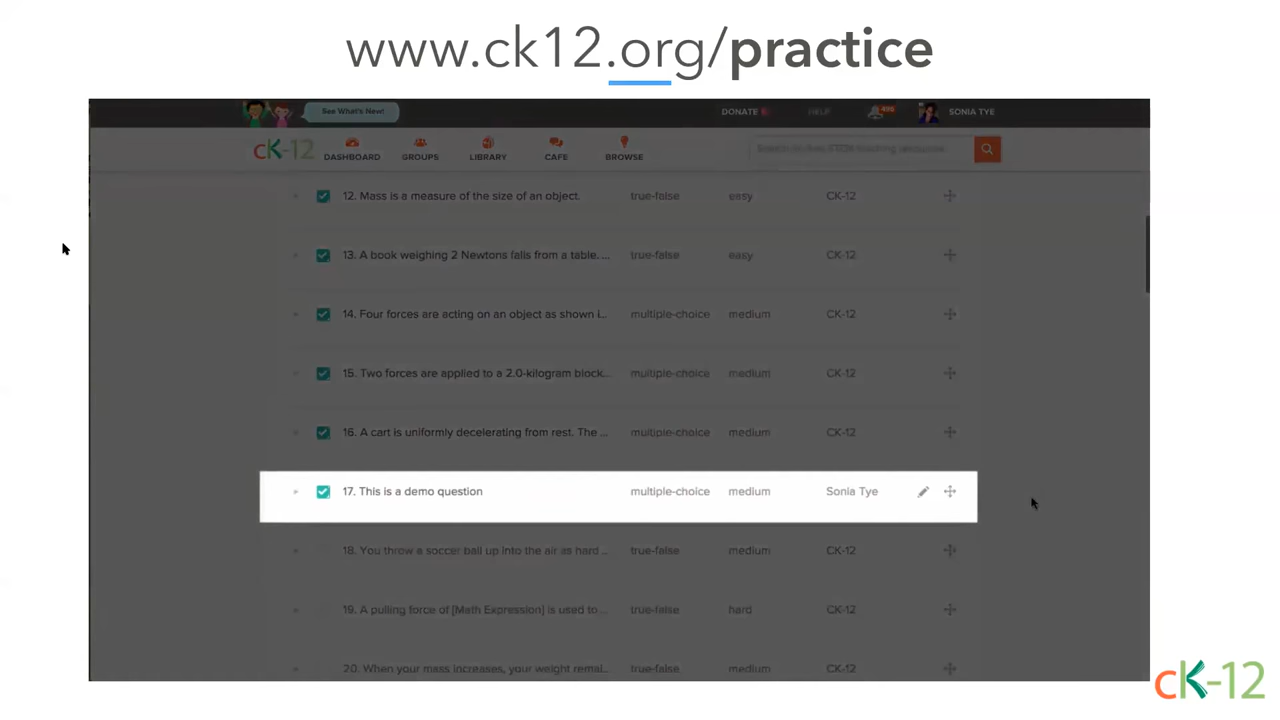 www.ck12.org/practice
See What's New! DONATE HELP SONIA TYE
cK-12 DASHBOARD GROUPS LIBRARY CAFE BROWSE
12. Mass is a measure of the size of an object. true-false easy CK-12
13. A book weighing 2 Newtons falls from a table. ... true-false easy CK-12
14. Four forces are acting on an object as shown i... multiple-choice medium CK-12
15. Two forces are applied to a 2.0-kilogram block... multiple-choice medium CK-12
16. A cart is uniformly decelerating from rest. The ... multiple-choice medium CK-12
17. This is a demo question multiple-choice medium Sonia Tye
18. You throw a soccer ball up into the air as hard ... true-false medium CK-12
19. A pulling force of [Math Expression] is used to ... true-false hard CK-12
20. When your mass increases, your weight remai... true-false medium CK-12
cK-12